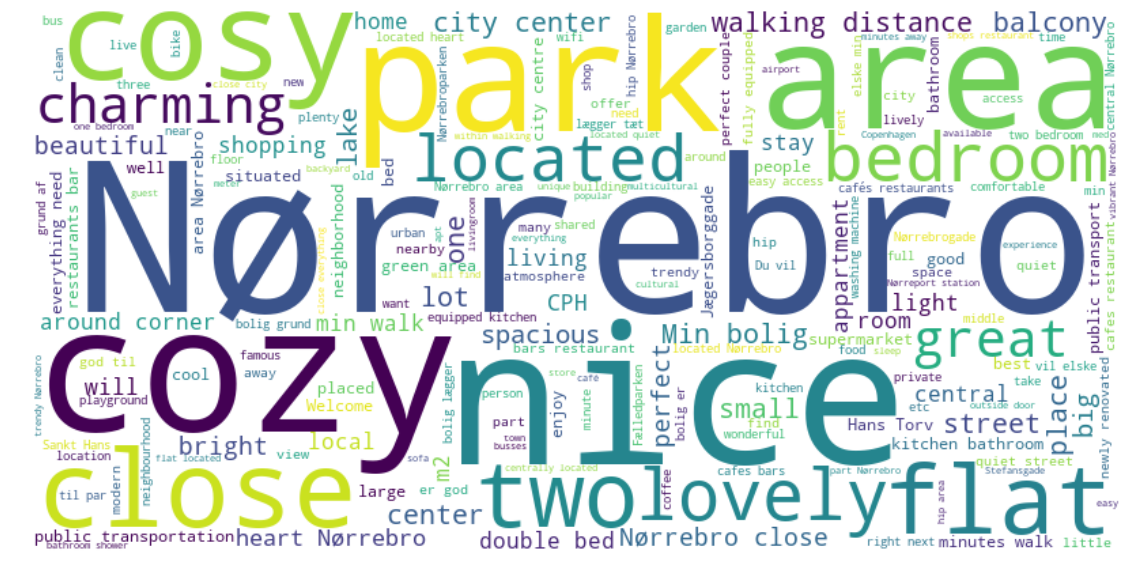 cosy
park
area
Nørrebro
cozy
nice
close
two
lovely
flat
bedroom
located
great
charming
home
city center
walking distance
balcony
bus
live
bike
clean
three
close city
new
located heart
wifi
garden
minutes away
shops restaurant
time
one bedroom
plenty
near
beautiful
shopping
lake
well
floor
situated
bed
old
Nørrebroparken
within walking
city centre
offer
lægger tæt
shop
hip Nørrebro
need
located quiet
fully equipped
perfect couple
airport
elske min
city
lively
bathroom
access
central Nørrebro
rent
Copenhagen
available
two bedroom
med
stay
people
around
easy access
cafés restaurants
comfortable
min
vibrant Nørrebro
grund af
everything need
restaurants bar
guest
meter
area Nørrebro
backyard
neighborhood
Nørrebro area
unique
building
multicultural
popular
urban
apt
many
shared
one
livingroom
everything
nearby
living
green area
will find
atmosphere
cultural
close everything
want
lot
CPH
trendy
Jægersborggade
hip
Du vil
appartment
washing machine
Nørrebrogade
full
good
space
Nørreport station
experience
quiet
public transport
cafes restaurant
around corner
bolig grund
min walk
equipped kitchen
spacious
Min bolig
light
room
middle
supermarket
bars restaurant
located Nørrebro
food
sleep
best
vil elske
god til
famous
cool
away
will
playground
placed
Welcome
trendy Nørrebro
store
café
person
minute
enjoy
Fælledparken
perfect
bolig er
kitchen
small
find
wonderful
private
central
take
etc
outside door
place
big
newly renovated
Sankt Hans
location
bright
local
view
bolig lægger
part
town
busses
Hans Torv
street
kitchen bathroom
quiet street
neighbourhood
flat located
modern
til par
m2
sofa
large
er god
centrally located
cafes bars
coffee
part Nørrebro
Stefansgade
hip area
easy
center
public transportation
bathroom shower
heart Nørrebro
double bed
Nørrebro close
right next
minutes walk
little